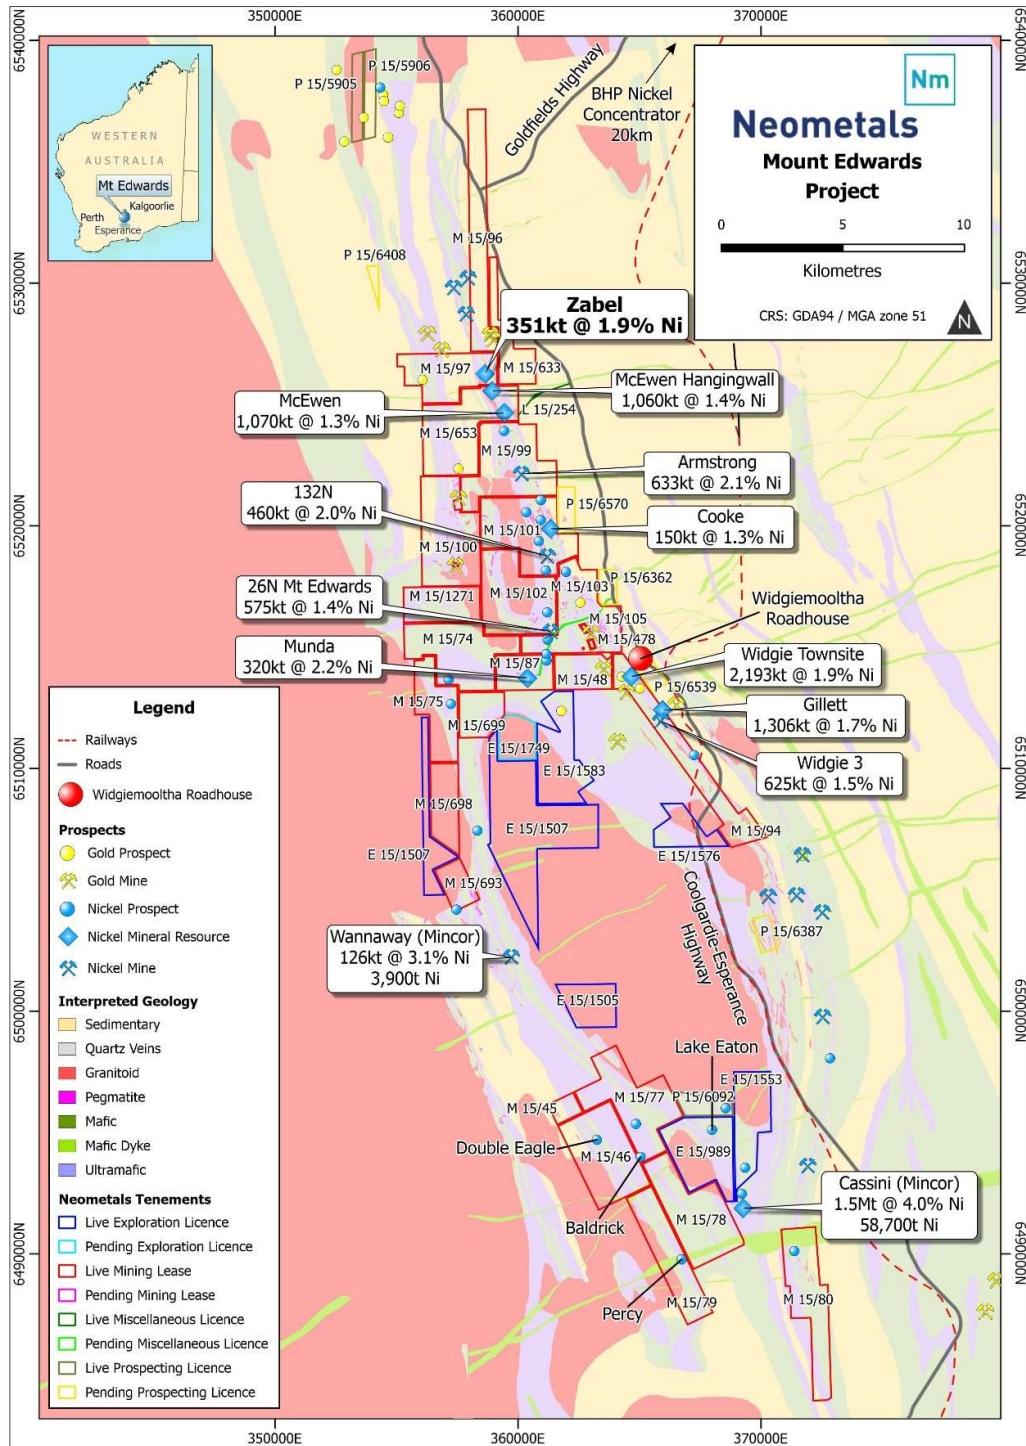 350000E
360000E
370000E
6540000N
6540000N
6530000N
6530000N
6520000N
6520000N
6510000N
6510000N
6500000N
6500000N
6490000N
6490000N
350000E
360000E
370000E
WESTERN
AUSTRALIA
Mt Edwards
Kalgoorlie
Perth
Esperance
Nm
Neometals
Mount Edwards
Project
0
5
10
Kilometres
CRS: GDA94 / MGA zone 51
N
P 15/5906
P 15/5905
Goldfields Highway
BHP Nickel
Concentrator
20km
M 15/96
P 15/6408
Zabel
351kt @ 1.9% Ni
M 15/97
M 15/633
McEwen Hangingwall
1,060kt @ 1.4% Ni
McEwen
1,070kt @ 1.3% Ni
L 15/254
M 15/653
M 15/99
Armstrong
633kt @ 2.1% Ni
132N
460kt @ 2.0% Ni
P 15/6570
Cooke
150kt @ 1.3% Ni
M 15/101
M 15/100
P 15/6362
26N Mt Edwards
575kt @ 1.4% Ni
M 15/1271
M 15/102
M 15/103
M 15/105
Widgiemooltha
Roadhouse
M 15/74
M 15/478
Munda
320kt @ 2.2% Ni
M 15/87
M 15/48
Widgie Townsite
2,193kt @ 1.9% Ni
P 15/6539
Gillett
1,306kt @ 1.7% Ni
M 15/75
M 15/699
E 15/1749
E 15/1583
Widgie 3
625kt @ 1.5% Ni
M 15/698
E 15/1507
E 15/1507
M 15/94
E 15/1576
M 15/693
Coolgardie-Esperance
Highway
P 15/6387
Wannaway (Mincor)
126kt @ 3.1% Ni
3,900t Ni
E 15/1505
Lake Eaton
E 15/1553
M 15/77
P 15/6092
M 15/45
Double Eagle
M 15/46
E 15/989
Cassini (Mincor)
1.5Mt @ 4.0% Ni
58,700t Ni
Baldrick
M 15/78
Percy
M 15/79
M 15/80
Legend
Railways
Roads
Widgiemooltha Roadhouse
Prospects
Gold Prospect
Gold Mine
Nickel Prospect
Nickel Mineral Resource
Nickel Mine
Interpreted Geology
Sedimentary
Quartz Veins
Granitoid
Pegmatite
Mafic
Mafic Dyke
Ultramafic
Neometals Tenements
Live Exploration Licence
Pending Exploration Licence
Live Mining Lease
Pending Mining Lease
Live Miscellaneous Licence
Pending Miscellaneous Licence
Live Prospecting Licence
Pending Prospecting Licence